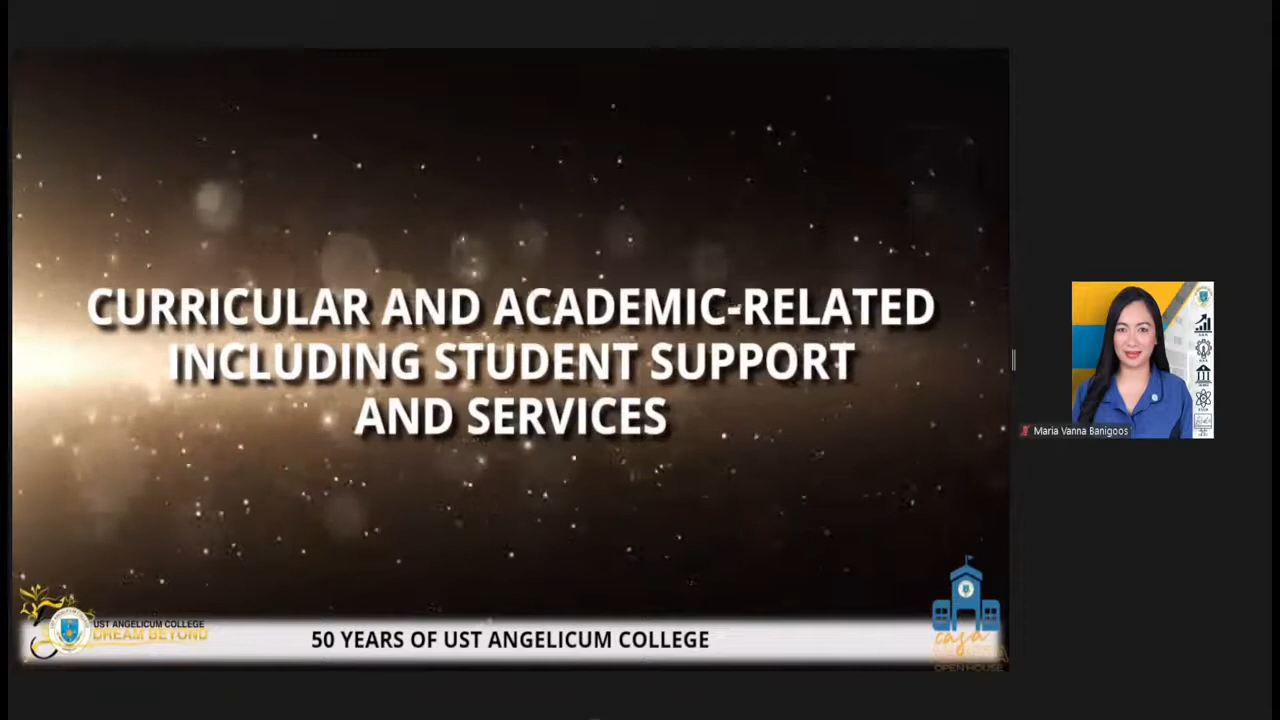 CURRICULAR AND ACADEMIC-RELATED
INCLUDING STUDENT SUPPORT
AND SERVICES
UST ANGELICUM COLLEGE
DREAM BEYOND
50 YEARS OF UST ANGELICUM COLLEGE
casa
OPEN HOUSE
Maria Vanna Banigoos